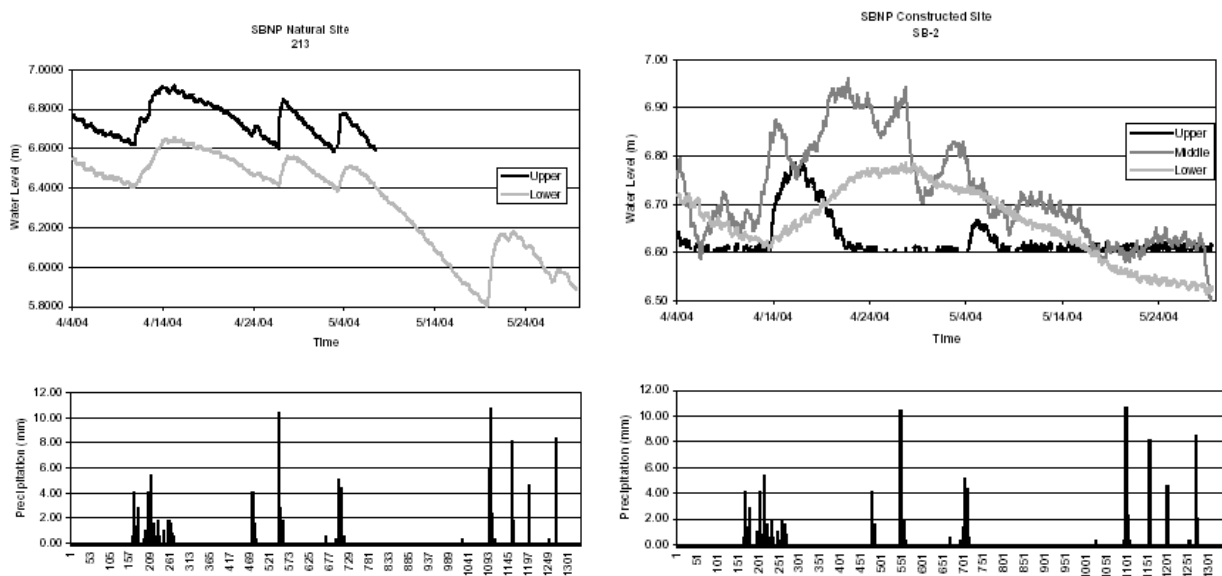 SBNP Natural Site
213
7.0000
6.8000
6.6000
6.4000
6.2000
6.0000
5.8000
Water Level (m)
Upper
Lower
4/4/04 4/14/04 4/24/04 5/4/04 5/14/04 5/24/04
Time
SBNP Constructed Site
SB-2
7.00
6.90
6.80
6.70
6.60
6.50
Water Level (m)
Upper
Middle
Lower
4/4/04 4/14/04 4/24/04 5/4/04 5/14/04 5/24/04
Time
12.00
10.00
8.00
6.00
4.00
2.00
0.00
Precipitation (mm)
1 53 105 157 209 261 313 365 417 469 521 573 625 677 729 781 833 885 937 989 1041 1093 1145 1197 1249 1301
12.00
10.00
8.00
6.00
4.00
2.00
0.00
Precipitation (mm)
1 51 101 151 201 251 301 351 401 451 501 551 601 651 701 751 801 851 901 951 1001 1051 1101 1151 1201 1251 1301